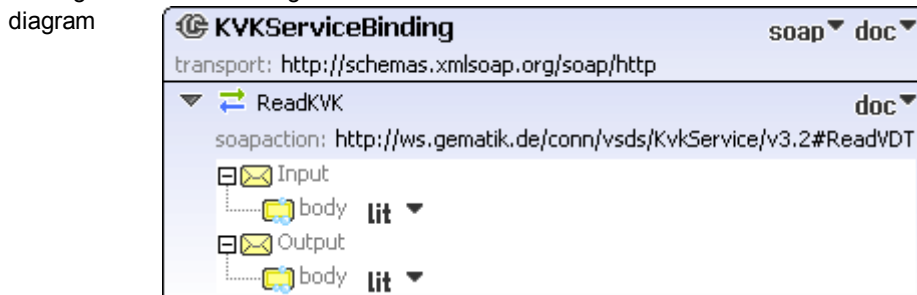 diagram
KVKServiceBinding soap doc
transport: http://schemas.xmlsoap.org/soap/http
ReadKVK doc
soapaction: http://ws.gematik.de/conn/vsds/KvkService/v3.2#ReadVDT
Input
body lit
Output
body lit